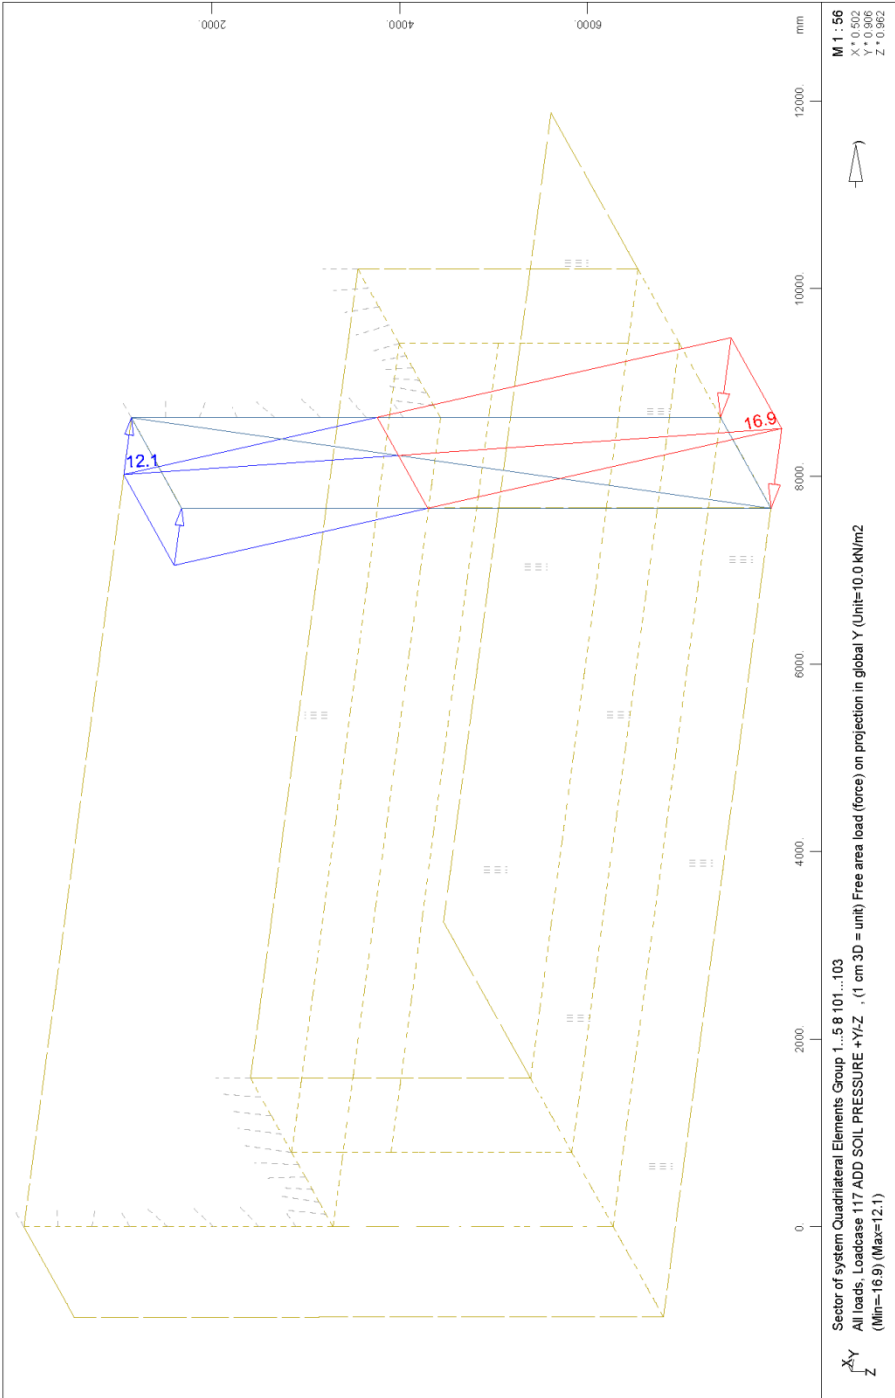 2000.
4000.
6000.
mm
12000.
10000.
8000.
6000.
4000.
2000.
0.
12.1
16.9
M 1 : 56
X * 0.502
Y * 0.906
Z * 0.962
X
Y
Z
Sector of system Quadrilateral Elements Group 1...5 8 101...103
All loads, Loadcase 117 ADD SOIL PRESSURE +Y/-Z , (1 cm 3D = unit) Free area load (force) on projection in global Y (Unit=10.0 kN/m2
)
(Min=-16.9) (Max=12.1)